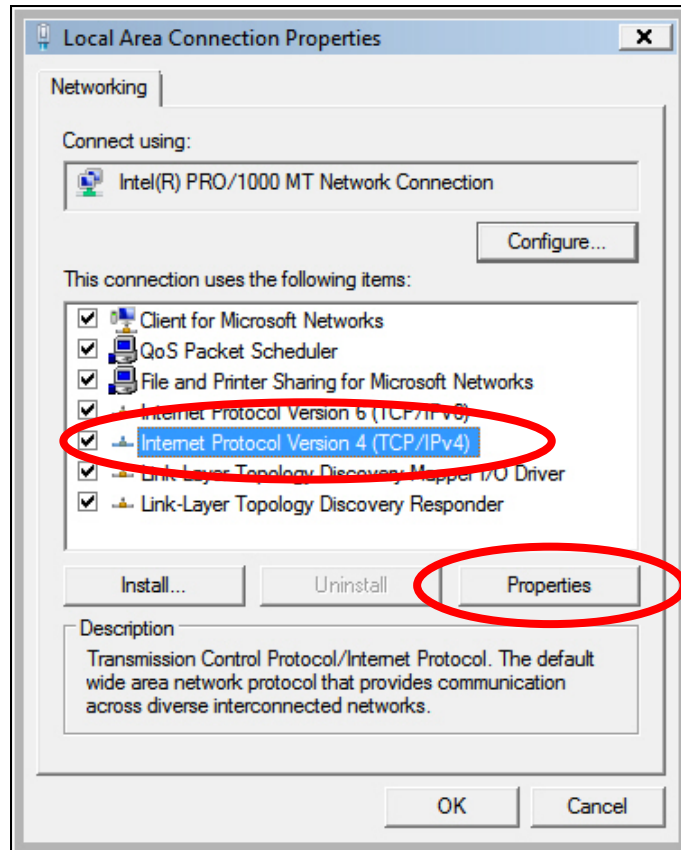 Local Area Connection Properties
Networking
Connect using:
Intel(R) PRO/1000 MT Network Connection
Configure...
This connection uses the following items:
Client for Microsoft Networks
QoS Packet Scheduler
File and Printer Sharing for Microsoft Networks
Internet Protocol Version 6 (TCP/IPv6)
Internet Protocol Version 4 (TCP/IPv4)
Link-Layer Topology Discovery Mapper I/O Driver
Link-Layer Topology Discovery Responder
Install... Uninstall Properties
Description
Transmission Control Protocol/Internet Protocol. The default
wide area network protocol that provides communication
across diverse interconnected networks.
OK Cancel